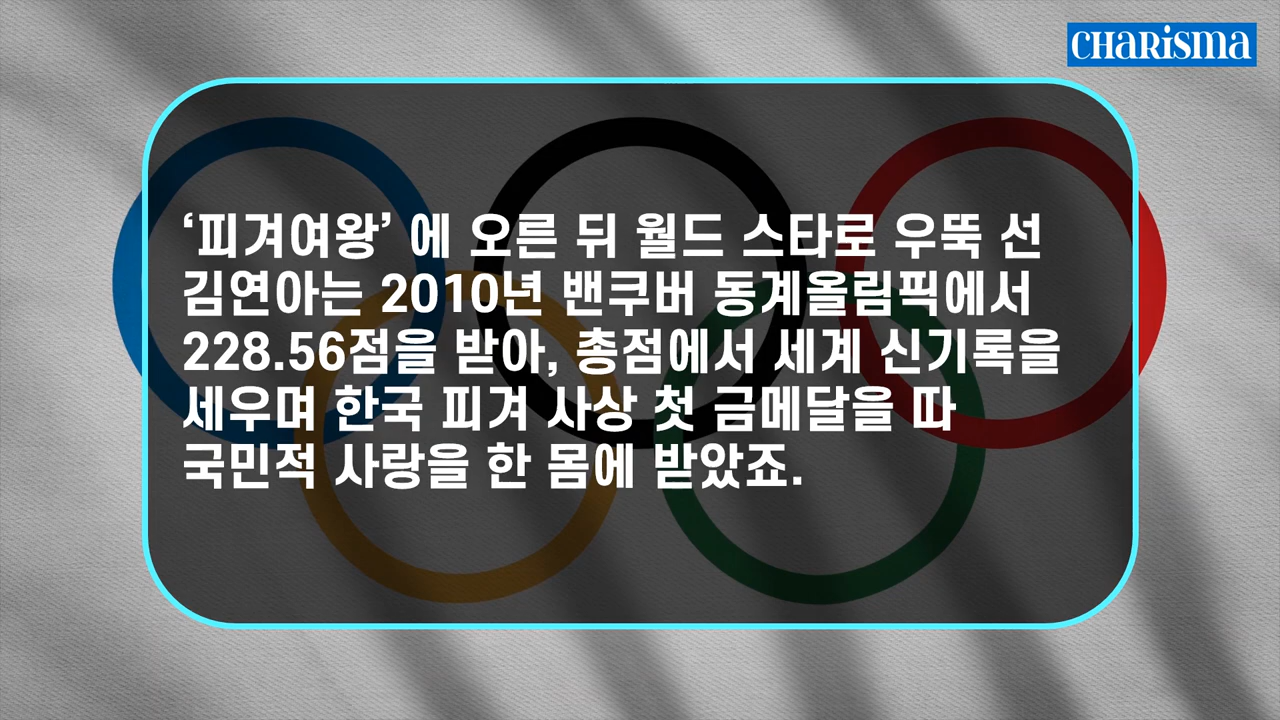 CHARiSMA
‘피겨여왕’ 에 오른 뒤 월드 스타로 우뚝 선
김연아는 2010년 밴쿠버 동계올림픽에서
228.56점을 받아, 총점에서 세계 신기록을
세우며 한국 피겨 사상 첫 금메달을 따
국민적 사랑을 한 몸에 받았죠.